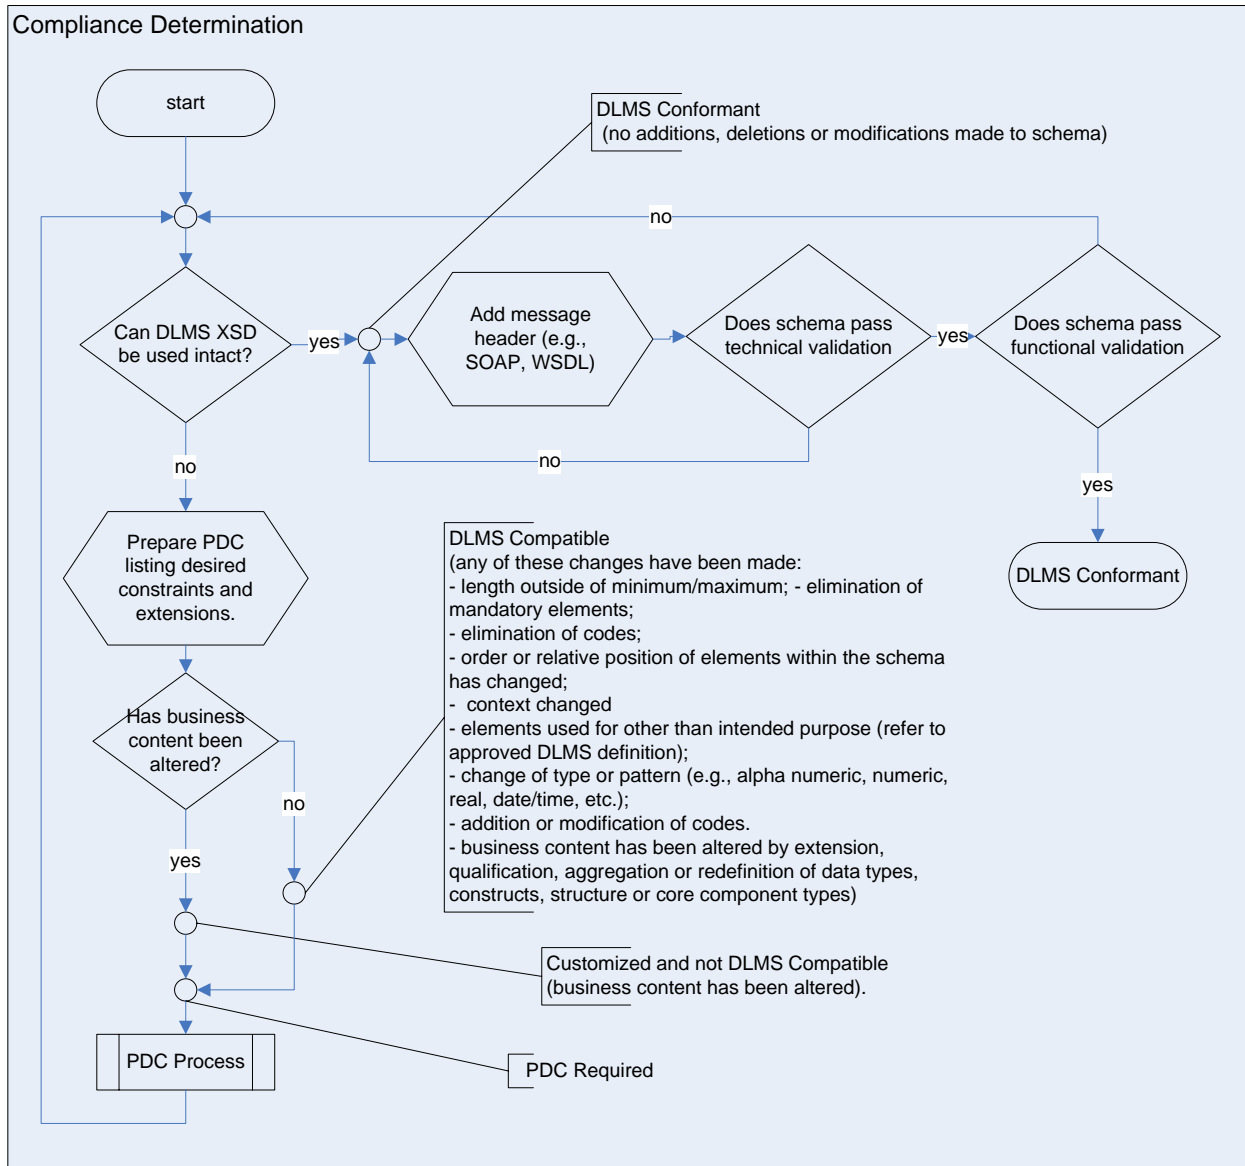 Compliance Determination
start
DLMS Conformant
(no additions, deletions or modifications made to schema)
no
Can DLMS XSD
be used intact?
yes
Add message
header (e.g.,
SOAP, WSDL)
Does schema pass
technical validation
yes
Does schema pass
functional validation
no
no
yes
Prepare PDC
listing desired
constraints and
extensions.
DLMS Compatible
(any of these changes have been made:
- length outside of minimum/maximum; - elimination of
mandatory elements;
- elimination of codes;
- order or relative position of elements within the schema
has changed;
- context changed
- elements used for other than intended purpose (refer to
approved DLMS definition);
- change of type or pattern (e.g., alpha numeric, numeric,
real, date/time, etc.);
- addition or modification of codes.
- business content has been altered by extension,
qualification, aggregation or redefinition of data types,
constructs, structure or core component types)
DLMS Conformant
Has business
content been
altered?
no
yes
Customized and not DLMS Compatible
(business content has been altered).
PDC Process
PDC Required